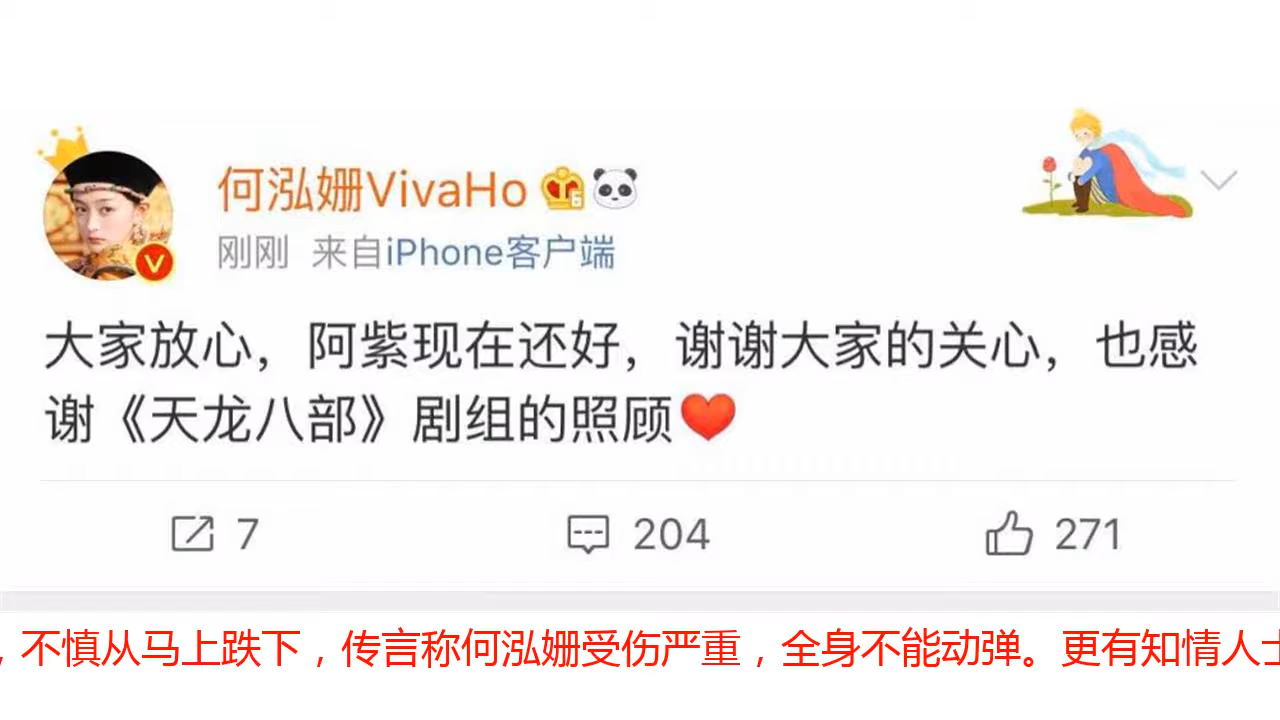 何泓姗VivaHo
刚刚 来自iPhone客户端
大家放心，阿紫现在还好，谢谢大家的关心，也感
谢《天龙八部》剧组的照顾
7 204 271
，不慎从马上跌下，传言称何泓姗受伤严重，全身不能动弹。更有知情人士